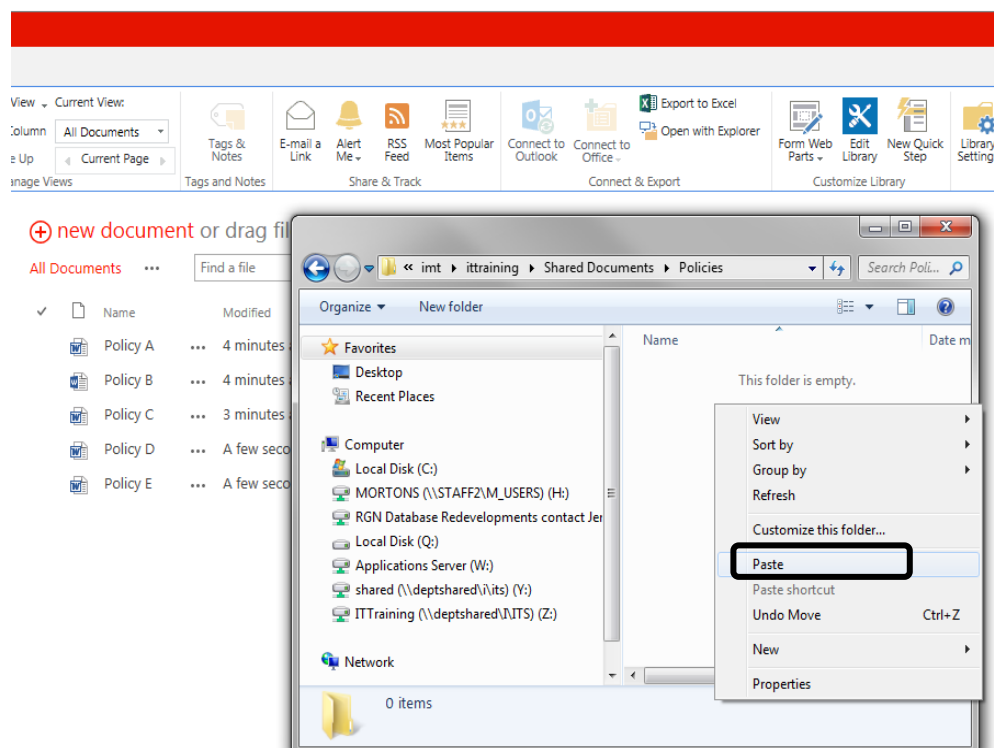 View Current View:
Column All Documents
e Up Current Page
anage Views
Tags & Notes
Tags and Notes
E-mail a Link
Alert Me
RSS Feed
Most Popular Items
Share & Track
Connect to Outlook
Connect to Office
Export to Excel
Open with Explorer
Connect & Export
Form Web Parts
Edit Library
New Quick Step
Customize Library
Library Setting
new document or drag fil
All Documents ••• Find a file
Name Modified
Policy A ••• 4 minutes
Policy B ••• 4 minutes
Policy C ••• 3 minutes
Policy D ••• A few seco
Policy E ••• A few seco
« imt ▸ ittraining ▸ Shared Documents ▸ Policies
Search Poli...
Organize New folder
Favorites
Desktop
Recent Places
Computer
Local Disk (C:)
MORTONS (\\STAFF2\M_USERS) (H:)
RGN Database Redevelopments contact Jer
Local Disk (Q:)
Applications Server (W:)
shared (\\deptshared\i\its) (Y:)
ITTraining (\\deptshared\I\ITS) (Z:)
Network
Name Date m
This folder is empty.
View
Sort by
Group by
Refresh
Customize this folder...
Paste
Paste shortcut
Undo Move Ctrl+Z
New
Properties
0 items